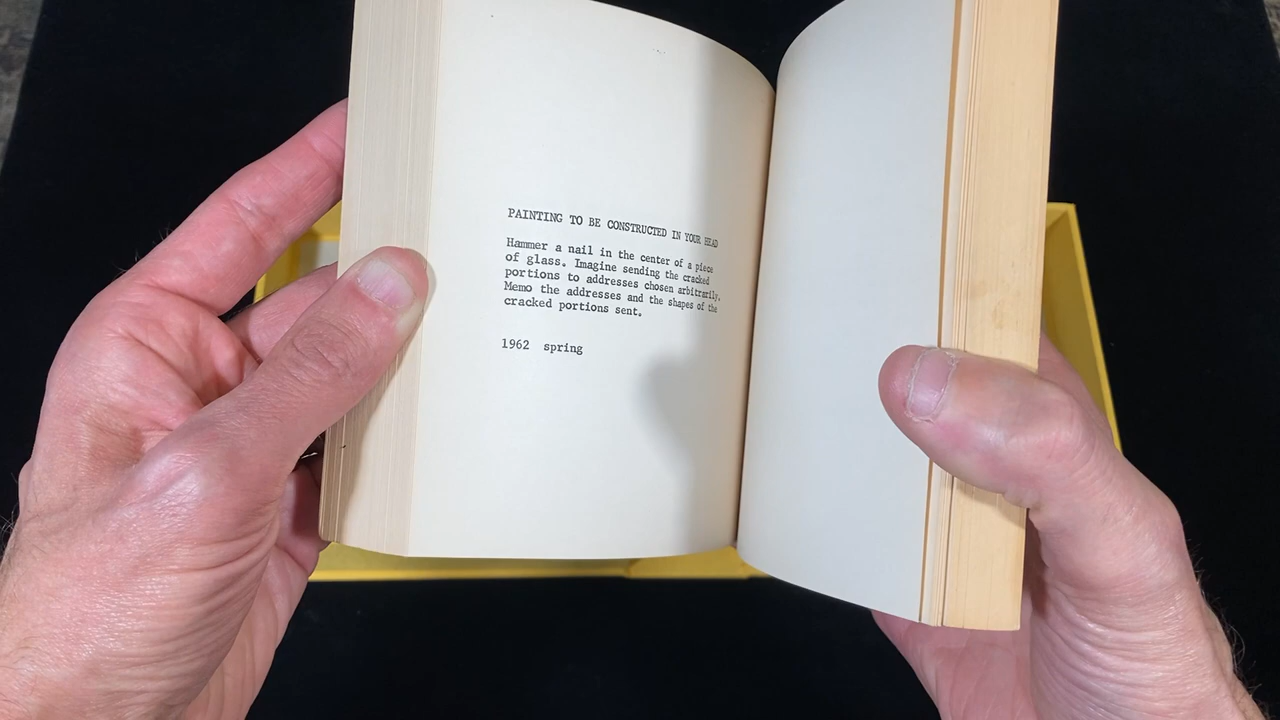 PAINTING TO BE CONSTRUCTED IN YOUR HEAD
Hammer a nail in the center of a piece
of glass. Imagine sending the cracked
portions to addresses chosen arbitrarily.
Memo the addresses and the shapes of the
cracked portions sent.
1962 spring